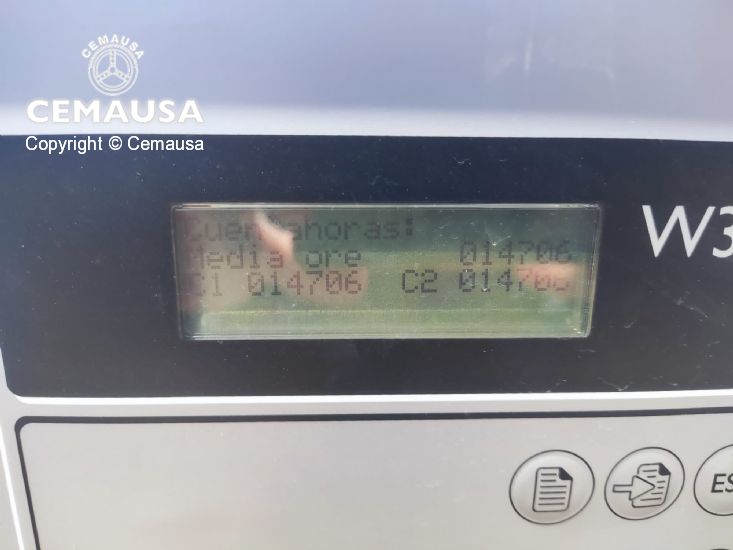 CEMAUSA
CEMAUSA
Copyright © Cemausa
Cuentahoras:
Media ore 014706
C1 014706 C2 014706
W3
ES